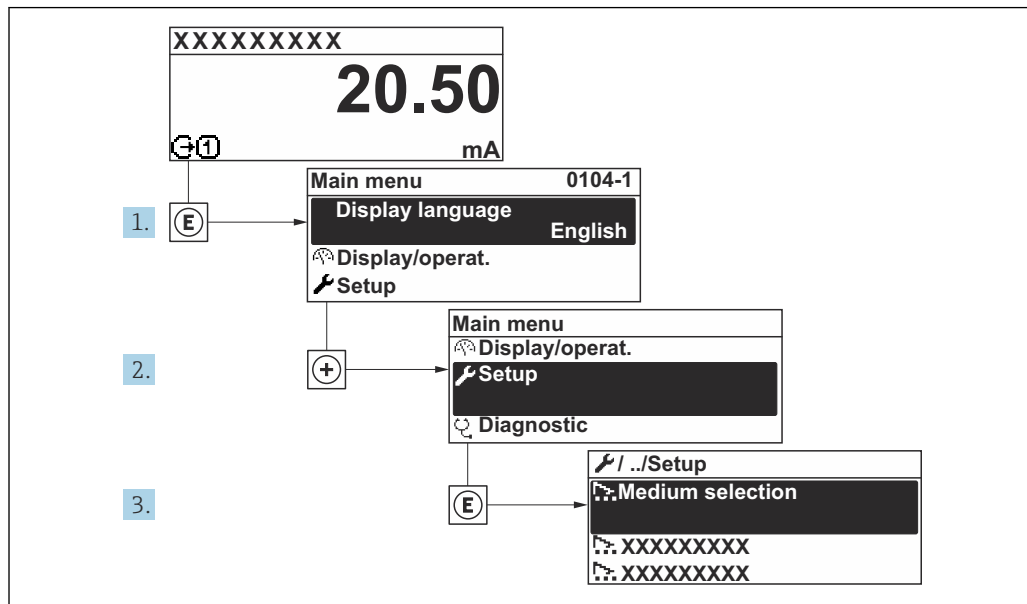 XXXXXXXXX
20.50
1 mA
Main menu 0104-1
1. E Display language
English
Display/operat.
Setup
Main menu
Display/operat.
2. + Setup
Diagnostic
/ ../Setup
3. E Medium selection
XXXXXXXXX
XXXXXXXXX